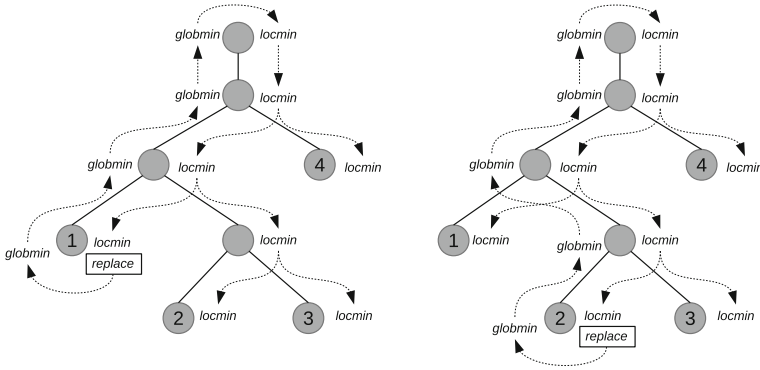 globmin locmin
globmin locmin
globmin locmin 4 locmin
globmin 1 locmin locmin
replace
2 locmin 3 locmin
globmin locmin
globmin locmin
globmin locmin 4 locmin
1 locmin globmin locmin
globmin 2 locmin 3 locmin
replace